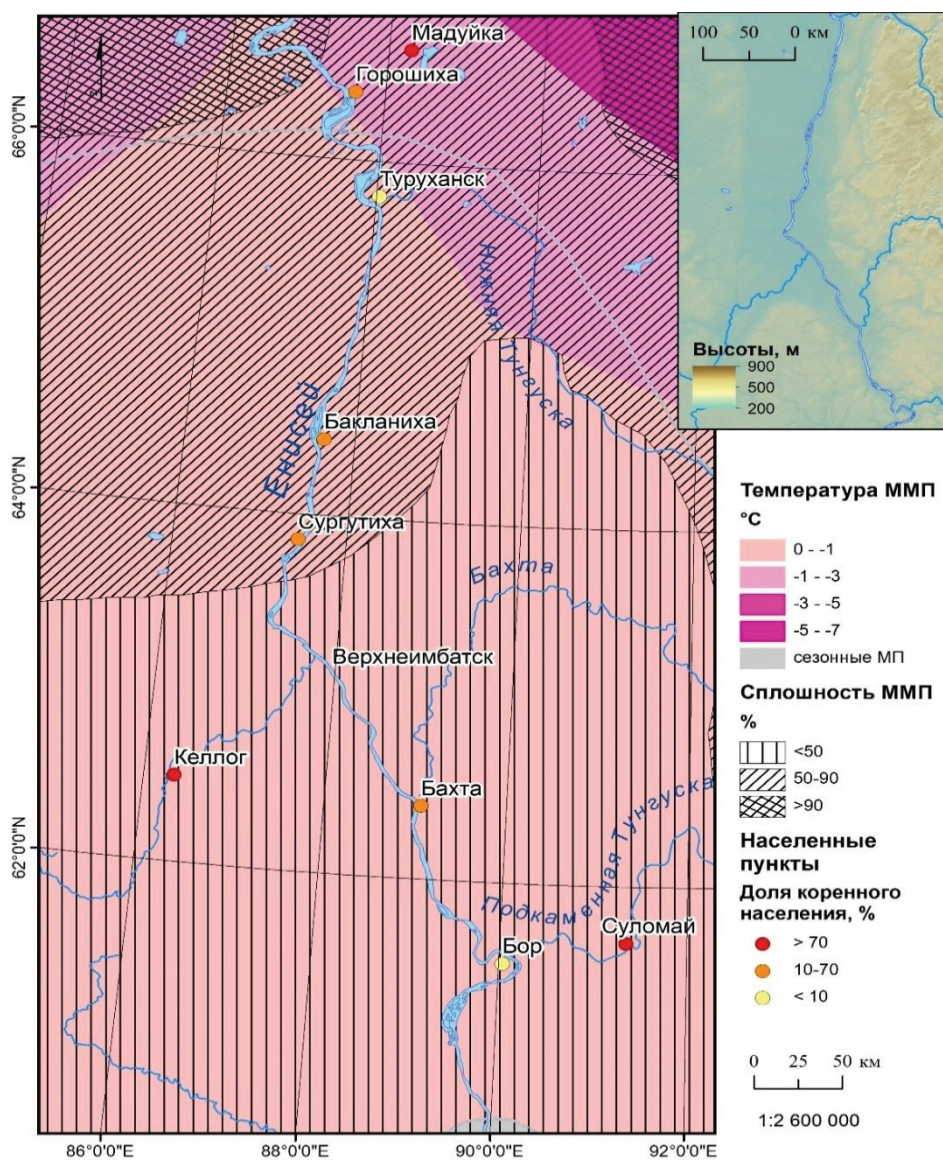 Мадуйка
Горошиха
66°0'0"N
Туруханск
Нижняя Тунгуска
Енисей
Бакланиха
64°0'0"N
Сургутиха
Бахта
Верхнеимбатск
Келлог
Бахта
62°0'0"N
Подкаменная Тунгуска
Суломай
Бор
86°0'0"E
88°0'0"E
90°0'0"E
92°0'0"E
100 50 0 км
Высоты, м
900
500
200
Температура ММП
°C
0 - -1
-1 - -3
-3 - -5
-5 - -7
сезонные МП
Сплошность ММП
%
<50
50-90
>90
Населенные
пункты
Доля коренного
населения, %
> 70
10-70
< 10
0 25 50 км
1:2 600 000